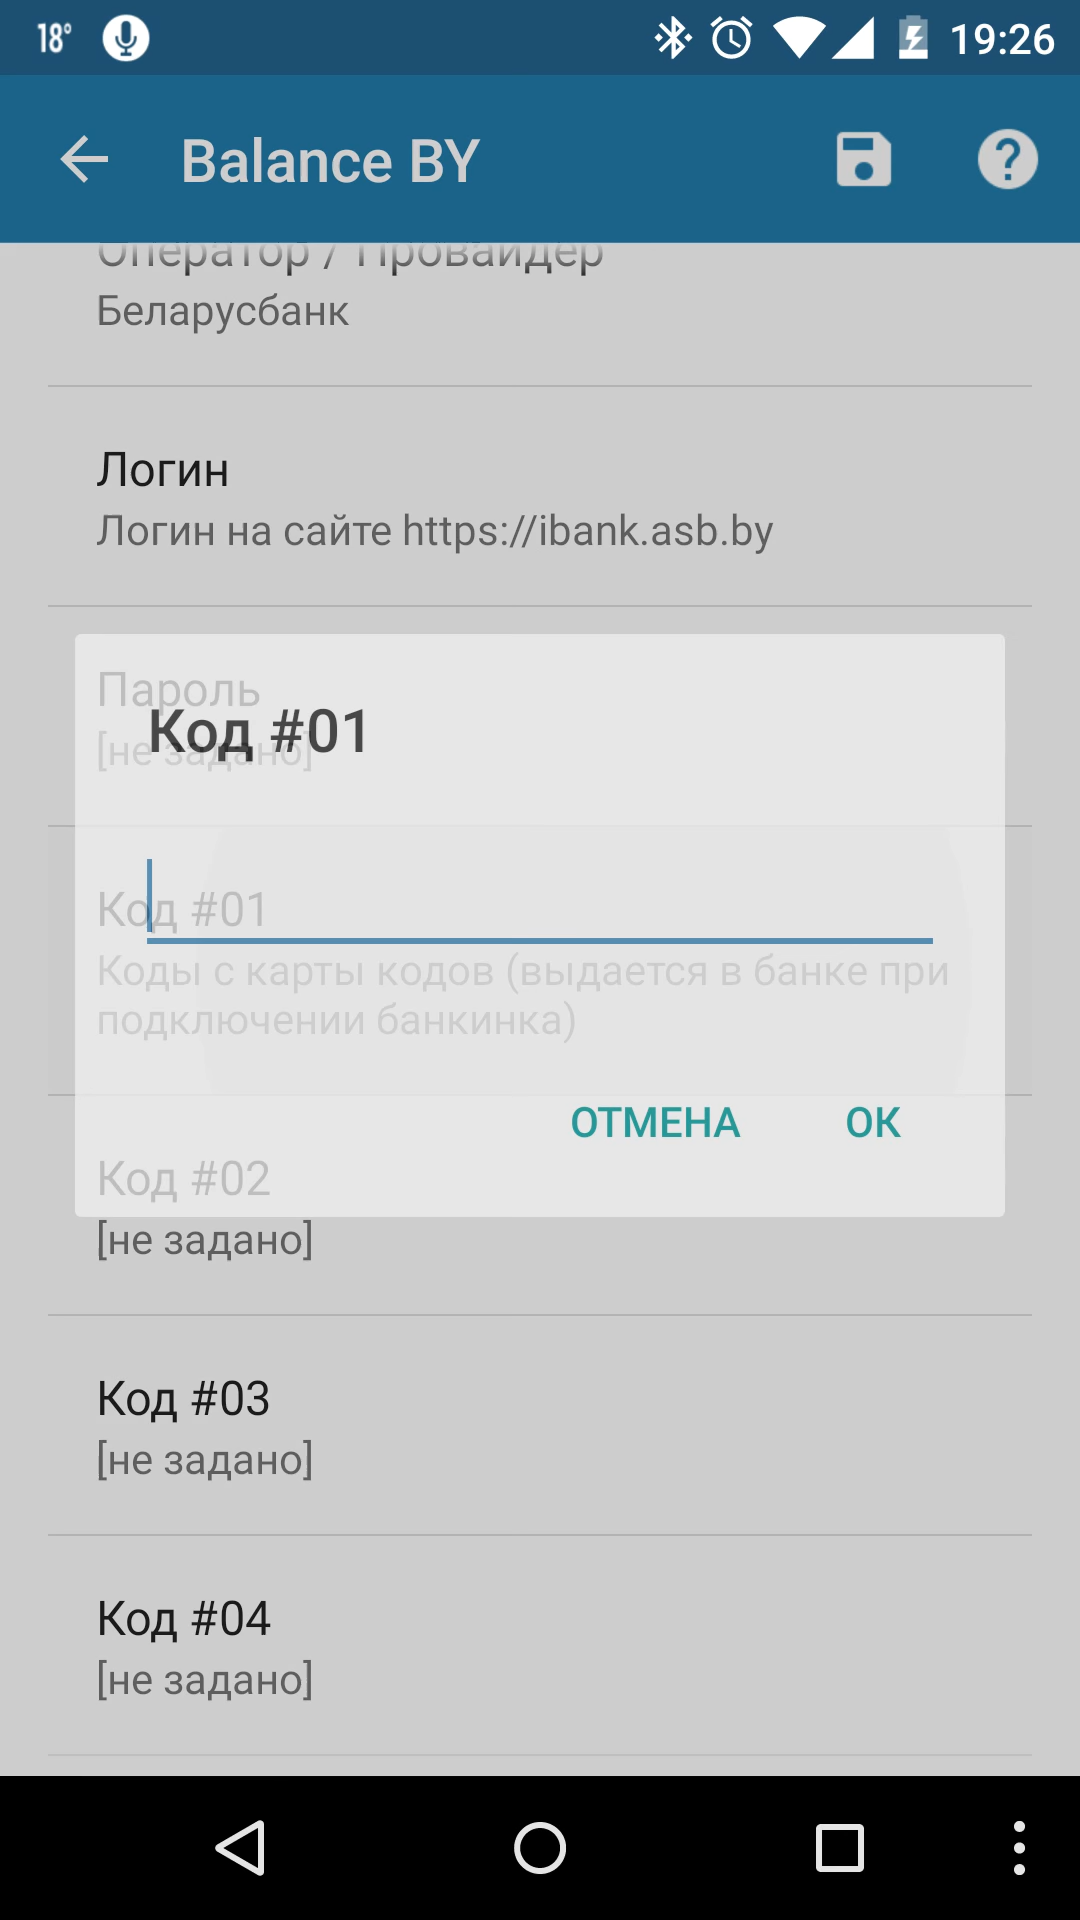 18°
19:26
Balance BY
Оператор / Провайдер
Беларусбанк
Логин
Логин на сайте https://ibank.asb.by
Пароль
[не задано]
Код #01
Код #01
Коды с карты кодов (выдается в банке при
подключении банкинка)
ОТМЕНА
ОК
Код #02
[не задано]
Код #03
[не задано]
Код #04
[не задано]